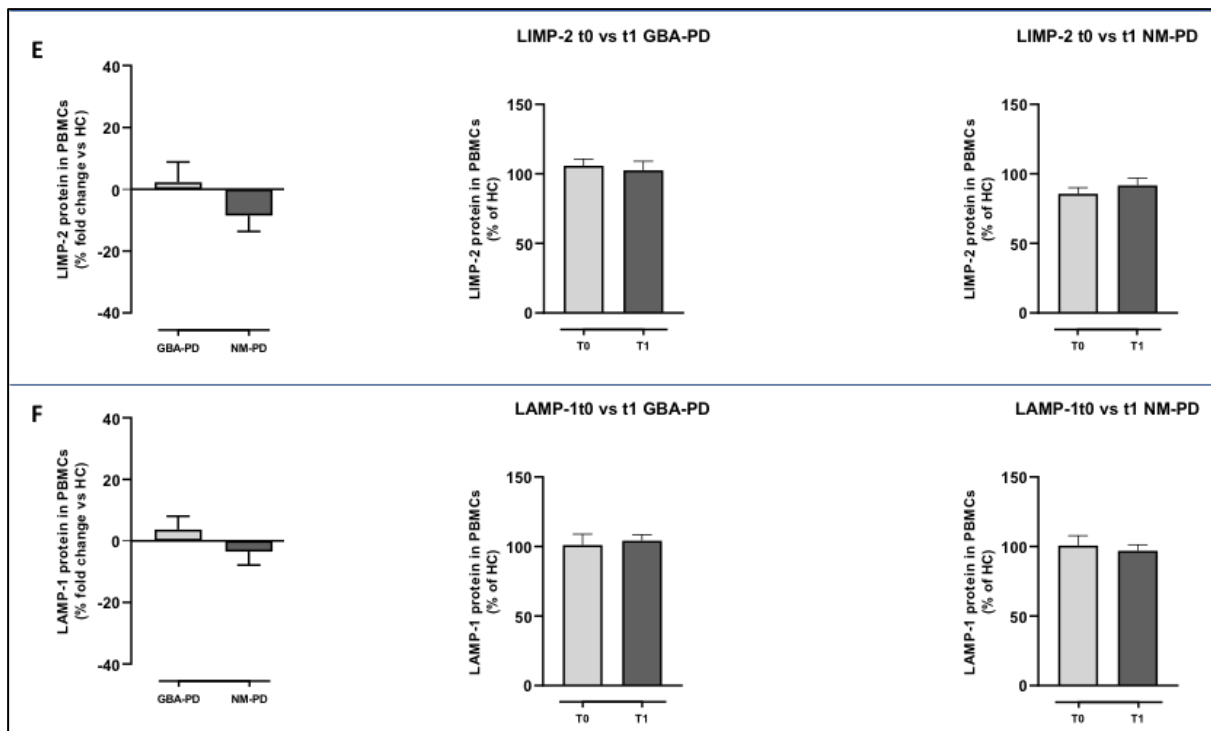 E
LIMP-2 protein in PBMCs
(% fold change vs HC)
40
20
0
-20
-40
GBA-PD NM-PD
LIMP-2 t0 vs t1 GBA-PD
LIMP-2 protein in PBMCs
(% of HC)
150
100
50
0
T0 T1
LIMP-2 t0 vs t1 NM-PD
LIMP-2 protein in PBMCs
(% of HC)
150
100
50
0
T0 T1
F
LAMP-1 protein in PBMCs
(% fold change vs HC)
40
20
0
-20
-40
GBA-PD NM-PD
LAMP-1t0 vs t1 GBA-PD
LAMP-1 protein in PBMCs
(% of HC)
150
100
50
0
T0 T1
LAMP-1t0 vs t1 NM-PD
LAMP-1 protein in PBMCs
(% of HC)
150
100
50
0
T0 T1